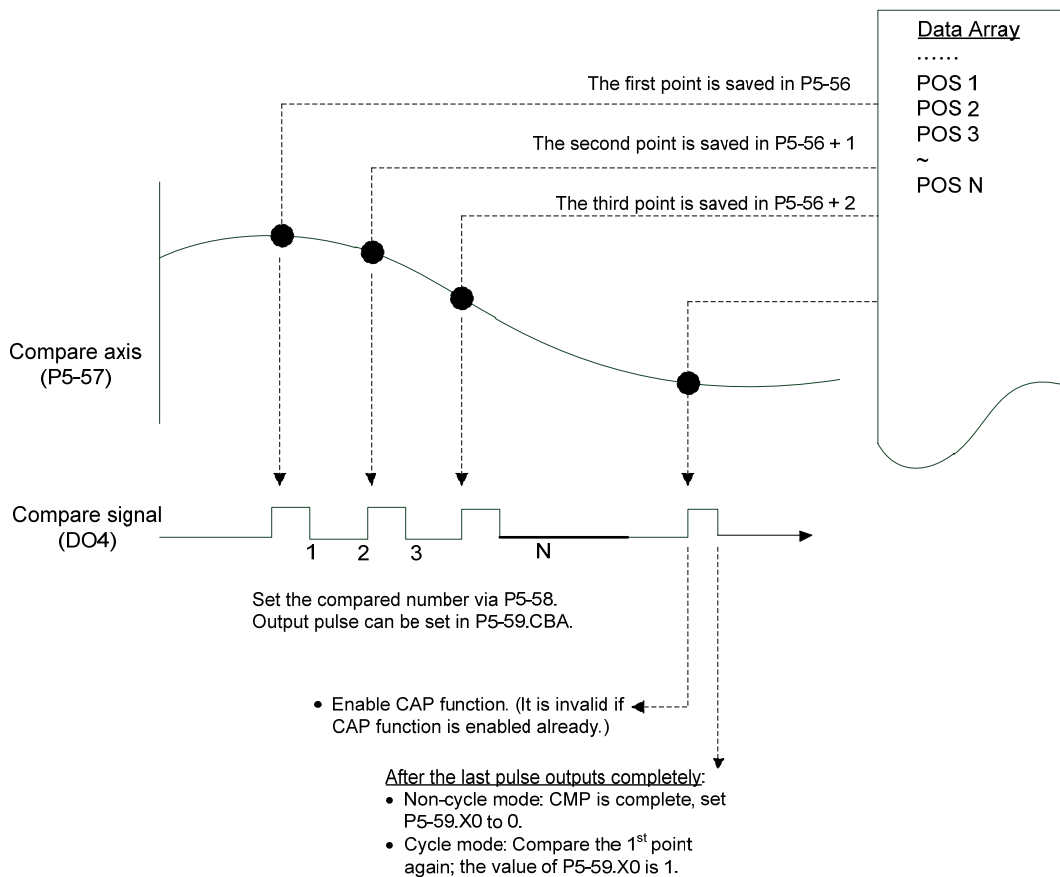 Data Array
......
POS 1
POS 2
POS 3
~
POS N
The first point is saved in P5-56
The second point is saved in P5-56 + 1
The third point is saved in P5-56 + 2
Compare axis
(P5-57)
Compare signal
(DO4)
1 2 3 N
Set the compared number via P5-58.
Output pulse can be set in P5-59.CBA.
• Enable CAP function. (It is invalid if
CAP function is enabled already.)
After the last pulse outputs completely:
• Non-cycle mode: CMP is complete, set
P5-59.X0 to 0.
• Cycle mode: Compare the 1st point
again; the value of P5-59.X0 is 1.